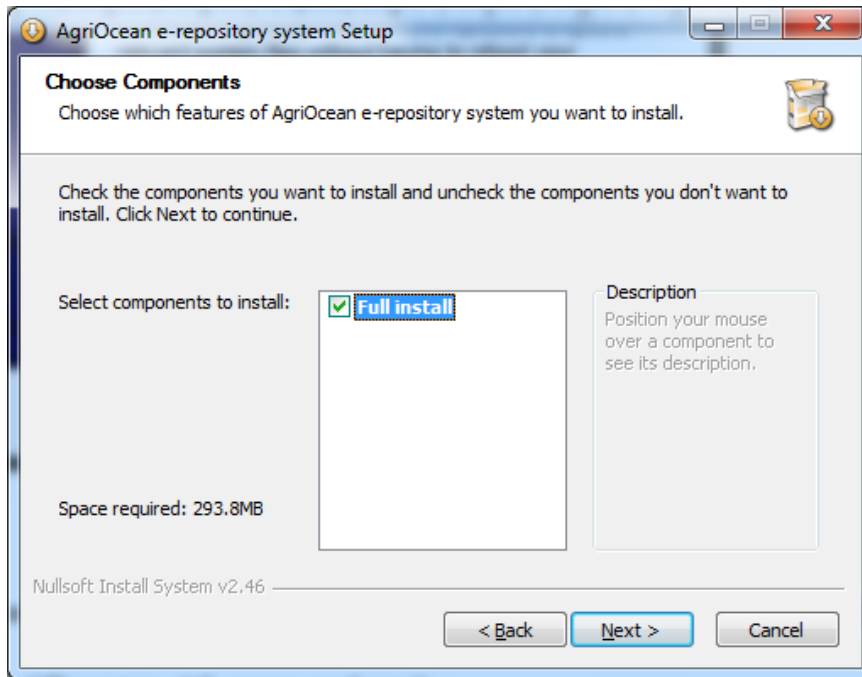 AgriOcean e-repository system Setup
Choose Components
Choose which features of AgriOcean e-repository system you want to install.
Check the components you want to install and uncheck the components you don't want to
install. Click Next to continue.
Select components to install:
Full install
Description
Position your mouse
over a component to
see its description.
Space required: 293.8MB
Nullsoft Install System v2.46
< Back
Next >
Cancel